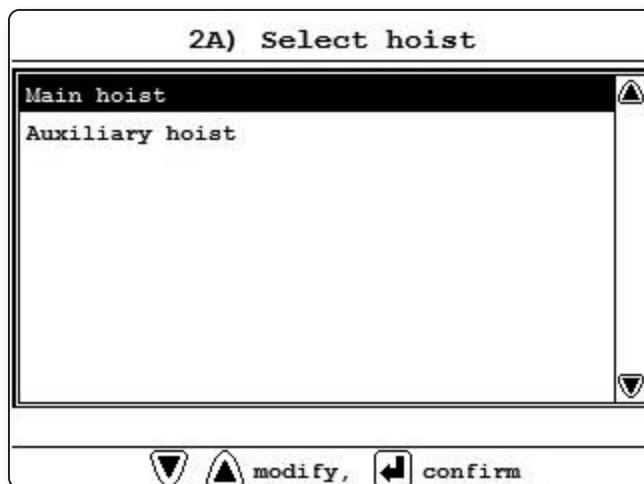 2A) Select hoist
Main hoist
Auxiliary hoist
modify, confirm